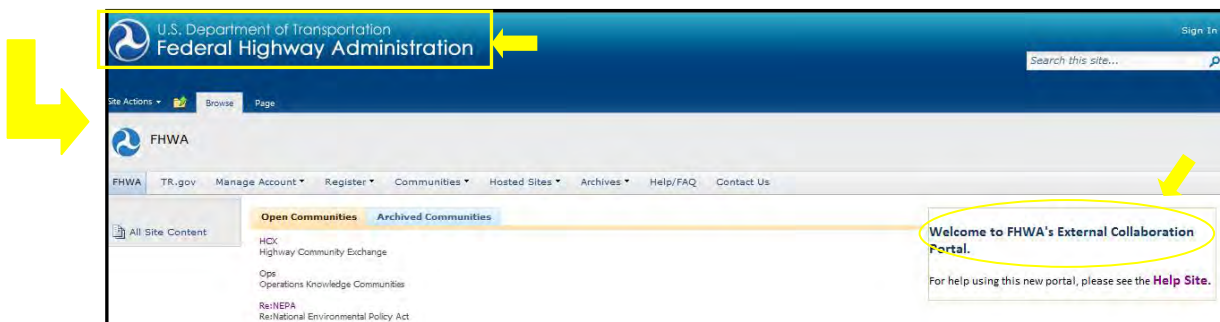 U.S. Department of Transportation
Federal Highway Administration
Sign In
Search this site...
Site Actions
Browse
Page
FHWA
FHWA
TR.gov
Manage Account
Register
Communities
Hosted Sites
Archives
Help/FAQ
Contact Us
All Site Content
Open Communities
Archived Communities
HCX
Highway Community Exchange
Ops
Operations Knowledge Communities
Re:NEPA
Re:National Environmental Policy Act
Welcome to FHWA's External Collaboration
Portal.
For help using this new portal, please see the Help Site.